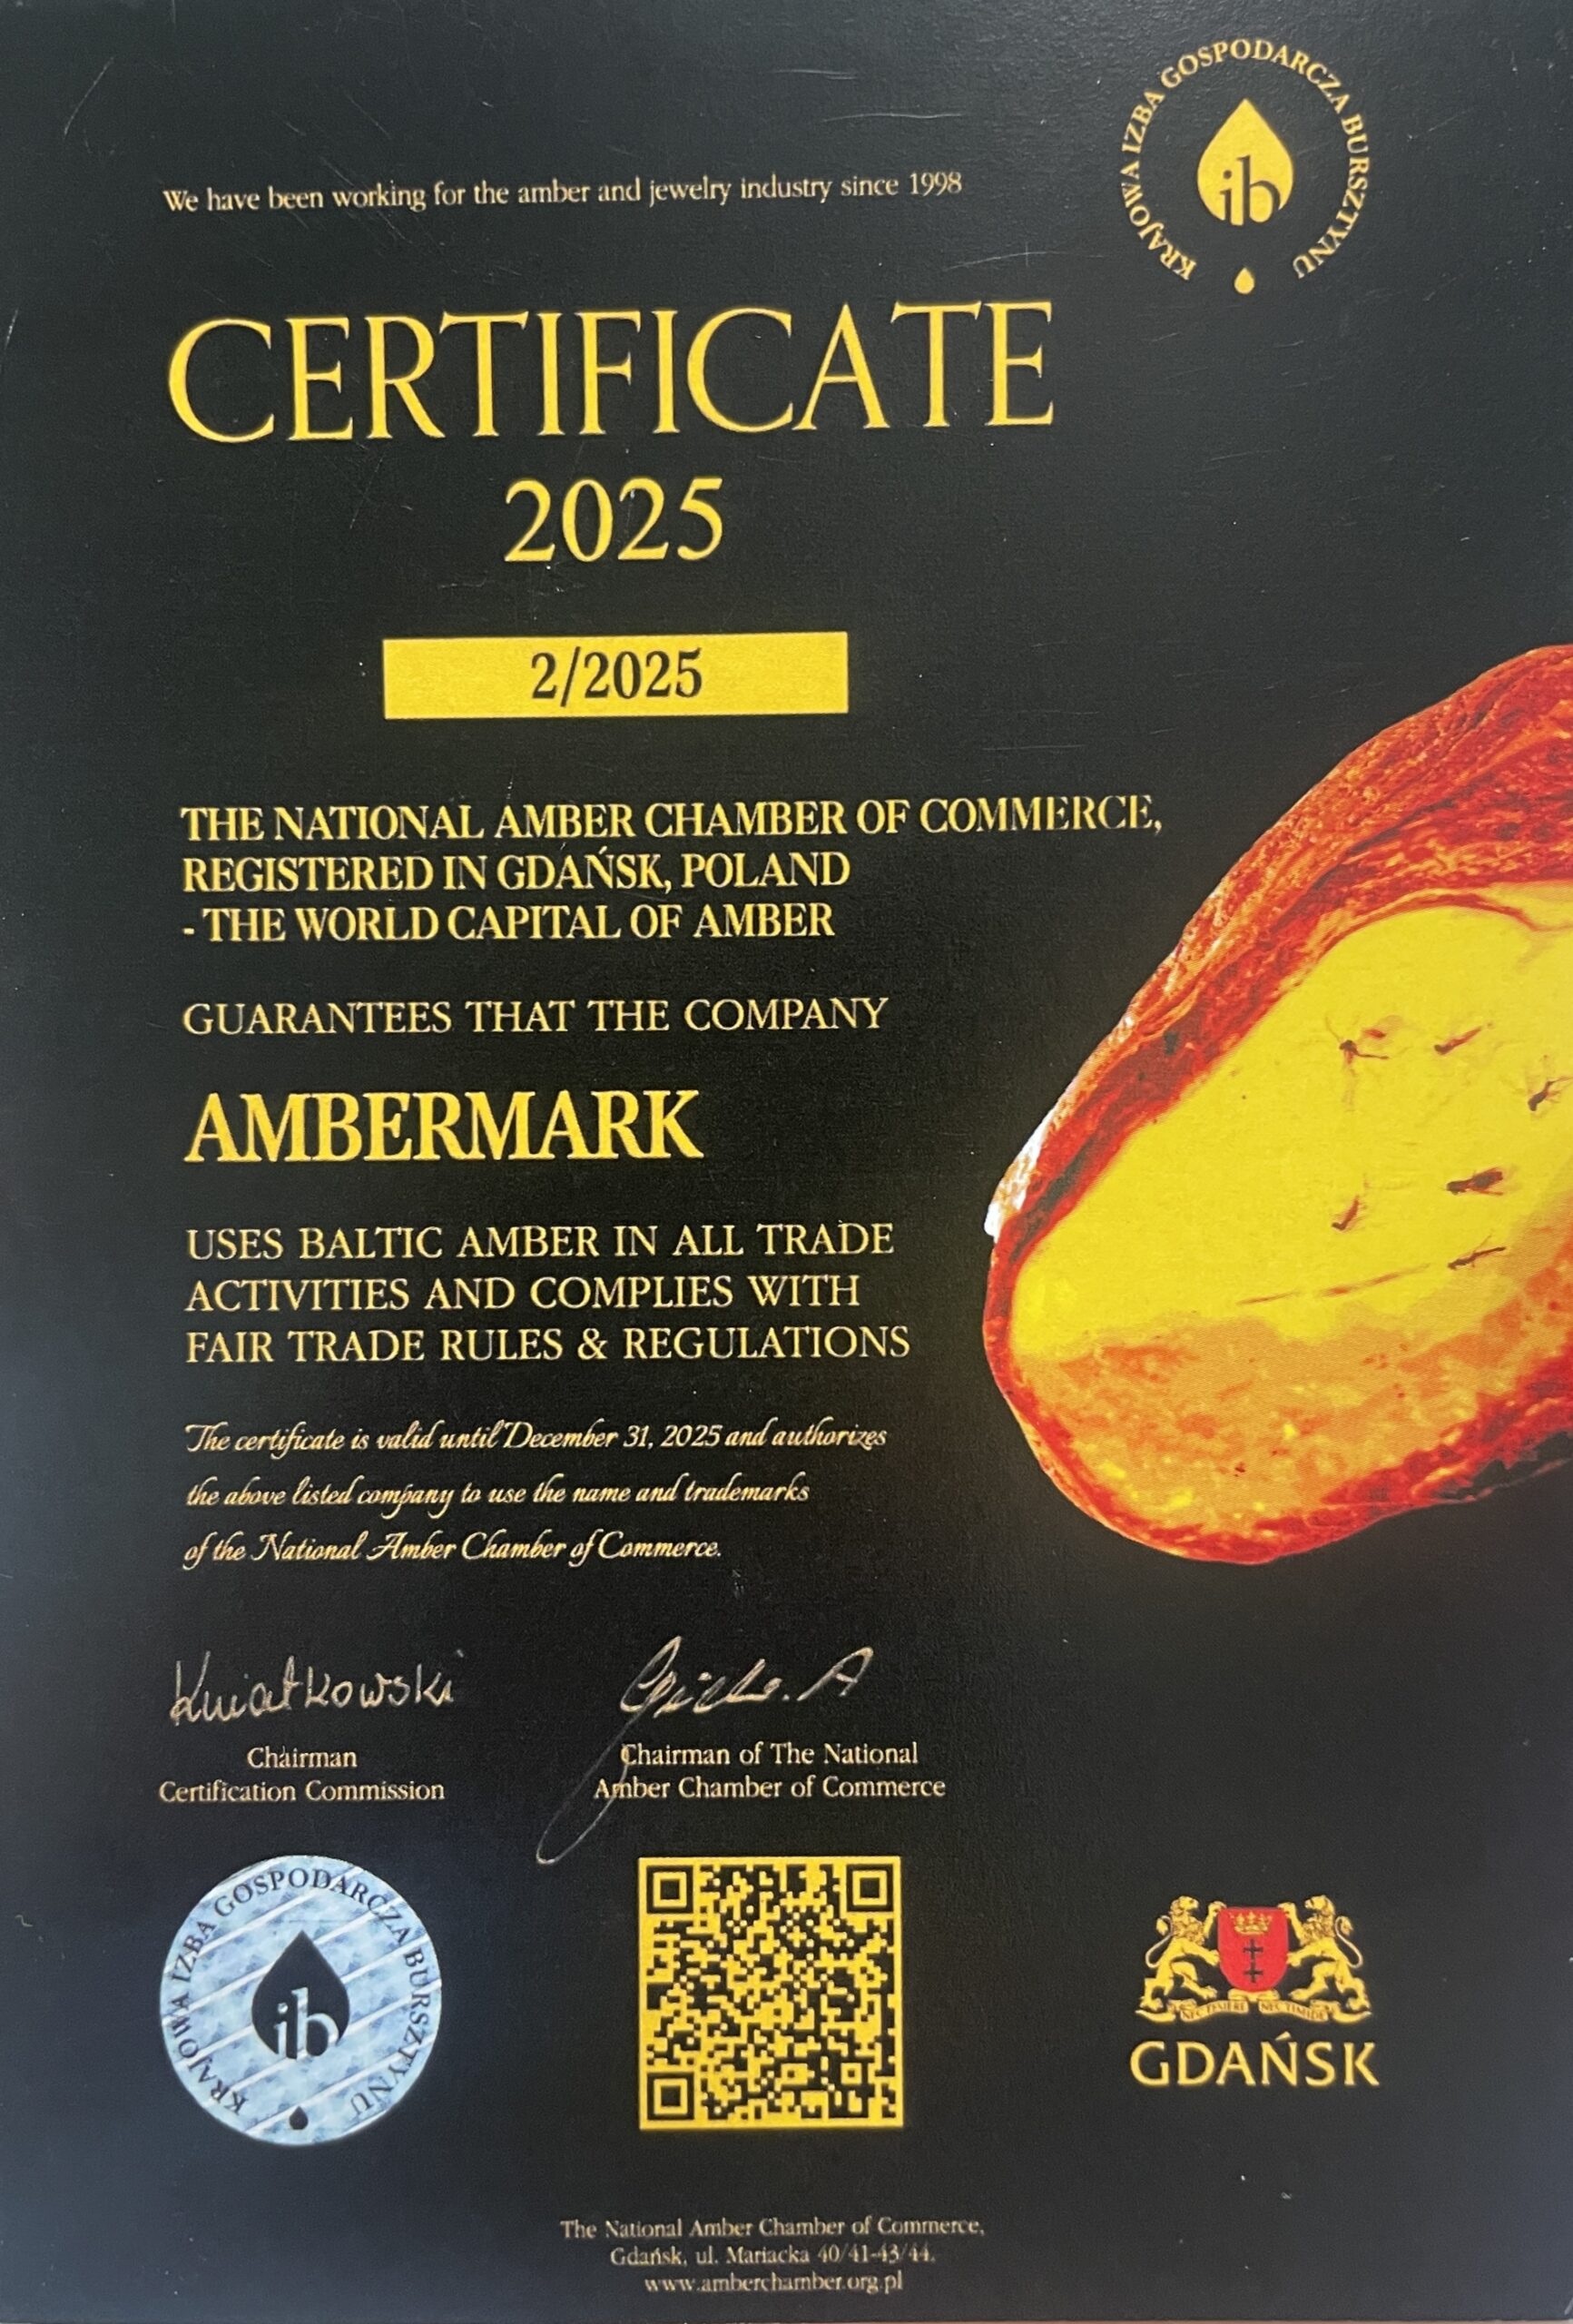 KRAJOWA IZBA GOSPODARCZA BURSZTYNU
ib
We have been working for the amber and jewelry industry since 1998
CERTIFICATE
2025
2/2025
THE NATIONAL AMBER CHAMBER OF COMMERCE,
REGISTERED IN GDAŃSK, POLAND
- THE WORLD CAPITAL OF AMBER
GUARANTEES THAT THE COMPANY
AMBERMARK
USES BALTIC AMBER IN ALL TRADE
ACTIVITIES AND COMPLIES WITH
FAIR TRADE RULES & REGULATIONS
The certificate is valid until December 31, 2025 and authorizes
the above listed company to use the name and trademarks
of the National Amber Chamber of Commerce.
Kwiatkowski
Chairman
Certification Commission
Chairman of The National
Amber Chamber of Commerce
KRAJOWA IZBA GOSPODARCZA BURSZTYNU
ib
NEC TEMERE NEC TIMIDE
GDAŃSK
The National Amber Chamber of Commerce,
Gdańsk, ul. Mariacka 40/41-43/44.
www.amberchamber.org.pl